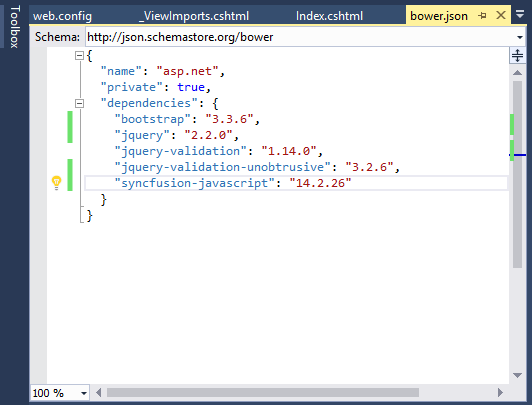 web.config _ViewImports.cshtml Index.cshtml bower.json
Toolbox
Schema: http://json.schemastore.org/bower
{
"name": "asp.net",
"private": true,
"dependencies": {
"bootstrap": "3.3.6",
"jquery": "2.2.0",
"jquery-validation": "1.14.0",
"jquery-validation-unobtrusive": "3.2.6",
"syncfusion-javascript": "14.2.26"
}
}
100 %